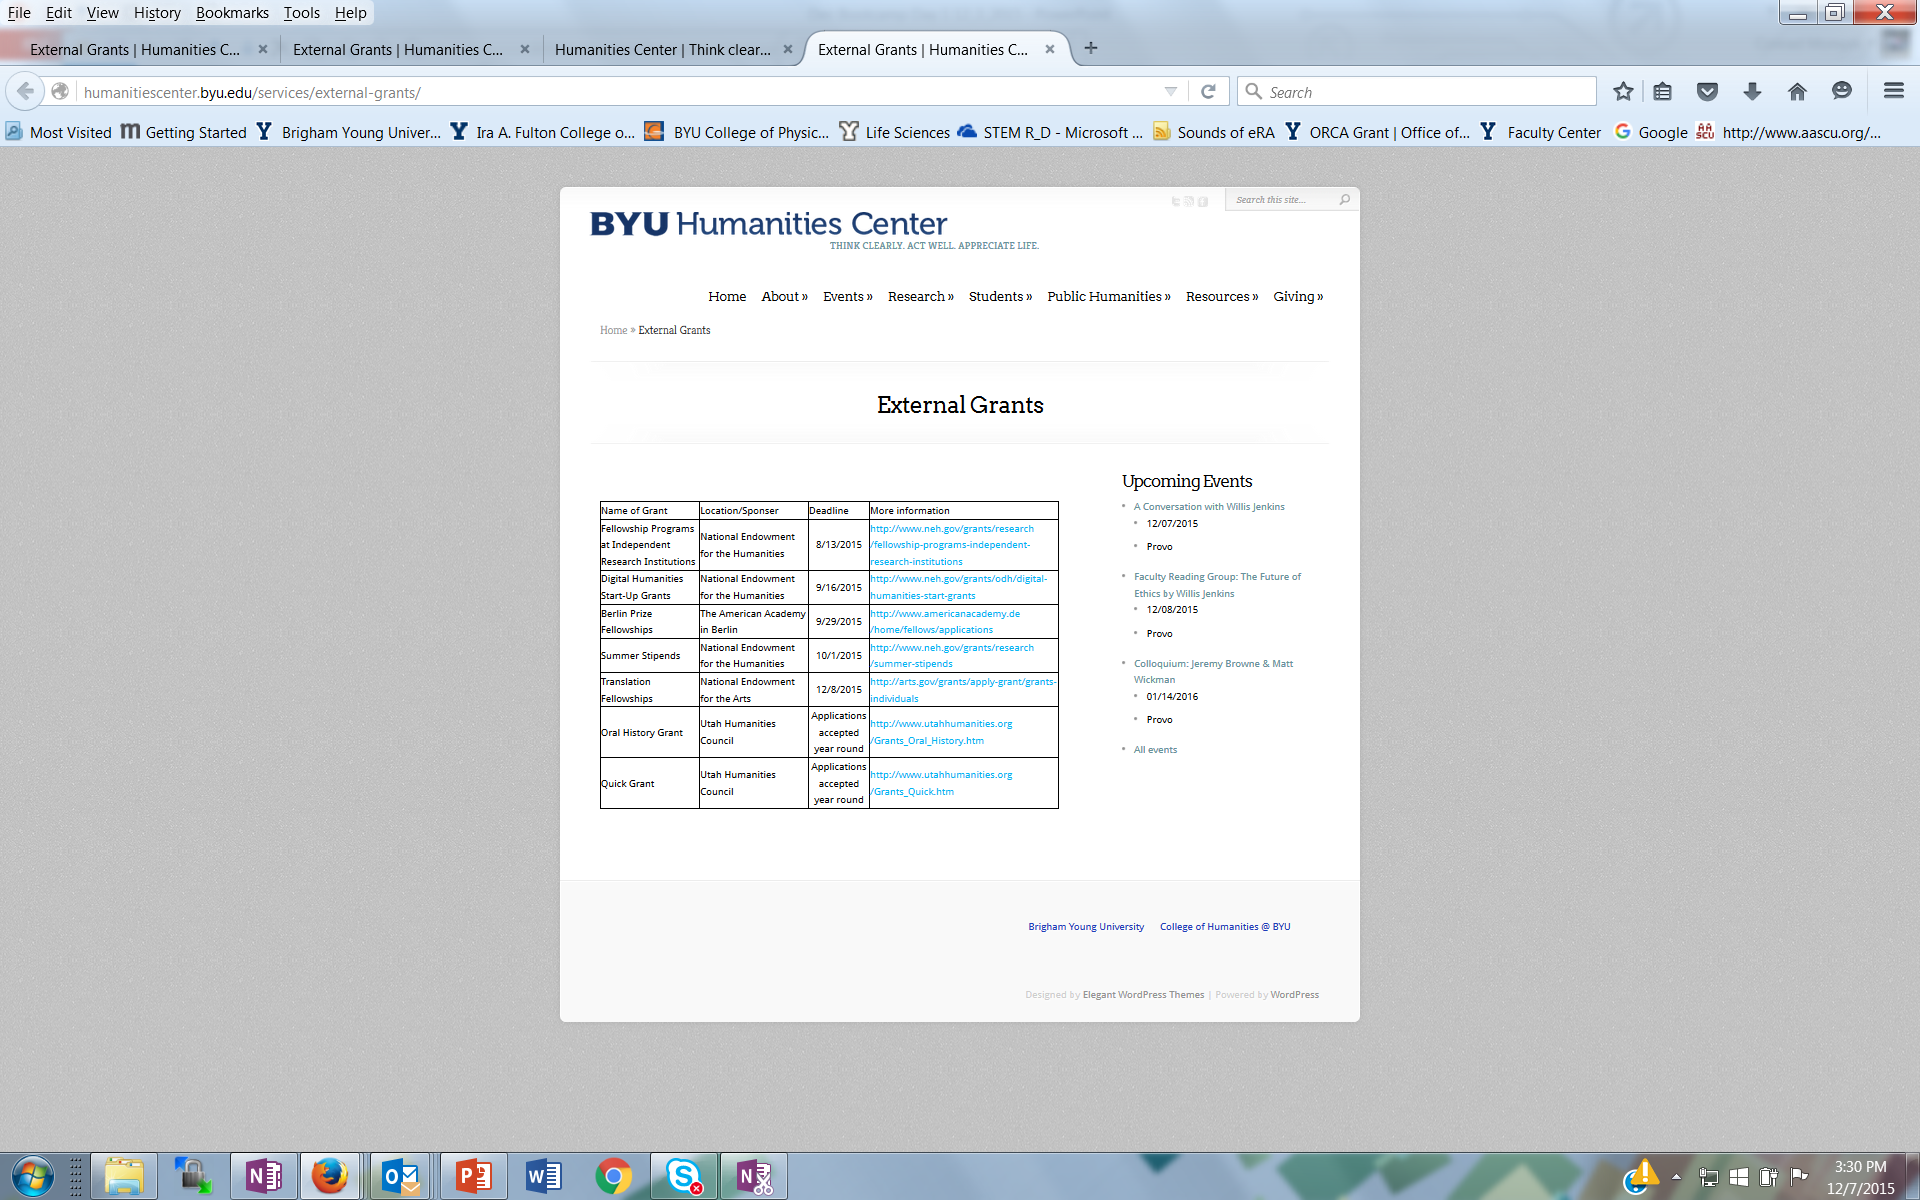 File Edit View History Bookmarks Tools Help
External Grants | Humanities C... External Grants | Humanities C... Humanities Center | Think clear... External Grants | Humanities C...
humanitiescenter.byu.edu/services/external-grants/ Search
Most Visited Getting Started Brigham Young Univer... Ira A. Fulton College o... BYU College of Physic... Life Sciences STEM R_D - Microsoft ... Sounds of eRA ORCA Grant | Office of... Faculty Center Google http://www.aascu.org/...
Search this site...
BYU Humanities Center
THINK CLEARLY. ACT WELL. APPRECIATE LIFE.
Home About » Events » Research » Students » Public Humanities » Resources » Giving »
Home » External Grants
External Grants
Name of Grant Location/Sponser Deadline More information
Fellowship Programs
at Independent
Research Institutions
National Endowment
for the Humanities
8/13/2015
http://www.neh.gov/grants/research
/fellowship-programs-independent-
research-institutions
Digital Humanities
Start-Up Grants
National Endowment
for the Humanities
9/16/2015
http://www.neh.gov/grants/odh/digital-
humanities-start-grants
Berlin Prize
Fellowships
The American Academy
in Berlin
9/29/2015
http://www.americanacademy.de
/home/fellows/applications
Summer Stipends
National Endowment
for the Humanities
10/1/2015
http://www.neh.gov/grants/research
/summer-stipends
Translation
Fellowships
National Endowment
for the Arts
12/8/2015
http://arts.gov/grants/apply-grant/grants-
individuals
Oral History Grant
Utah Humanities
Council
Applications
accepted
year round
http://www.utahhumanities.org
/Grants_Oral_History.htm
Quick Grant
Utah Humanities
Council
Applications
accepted
year round
http://www.utahhumanities.org
/Grants_Quick.htm
Upcoming Events
A Conversation with Willis Jenkins
12/07/2015
Provo
Faculty Reading Group: The Future of
Ethics by Willis Jenkins
12/08/2015
Provo
Colloquium: Jeremy Browne & Matt
Wickman
01/14/2016
Provo
All events
Brigham Young University College of Humanities @ BYU
Designed by Elegant WordPress Themes | Powered by WordPress
3:30 PM
12/7/2015